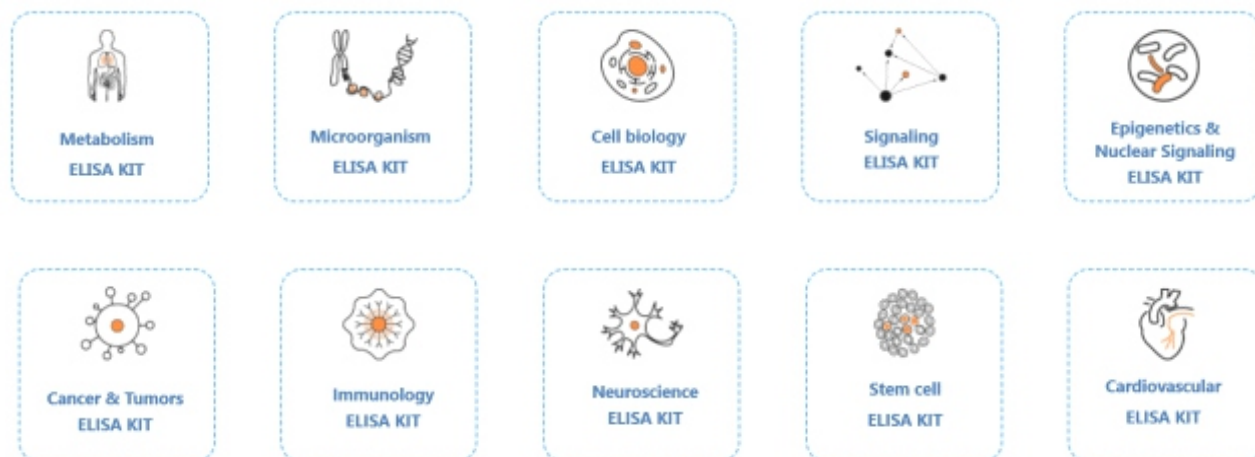 Metabolism
ELISA KIT
Microorganism
ELISA KIT
Cell biology
ELISA KIT
Signaling
ELISA KIT
Epigenetics &
Nuclear Signaling
ELISA KIT
Cancer & Tumors
ELISA KIT
Immunology
ELISA KIT
Neuroscience
ELISA KIT
Stem cell
ELISA KIT
Cardiovascular
ELISA KIT